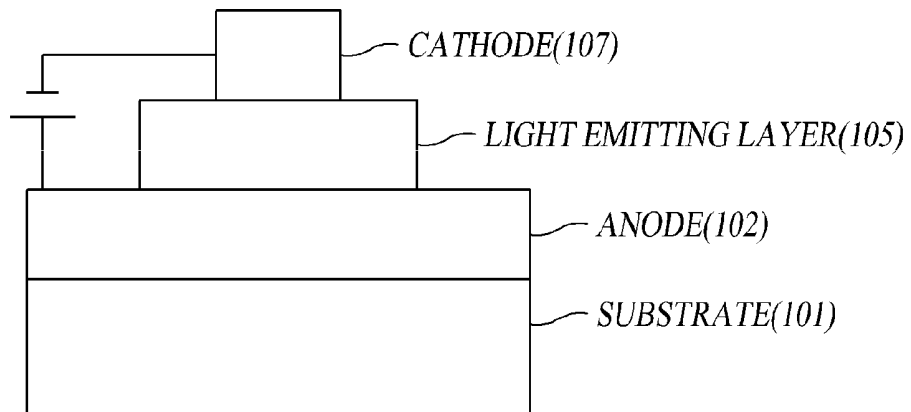 CATHODE(107)
LIGHT EMITTING LAYER(105)
ANODE(102)
SUBSTRATE(101)